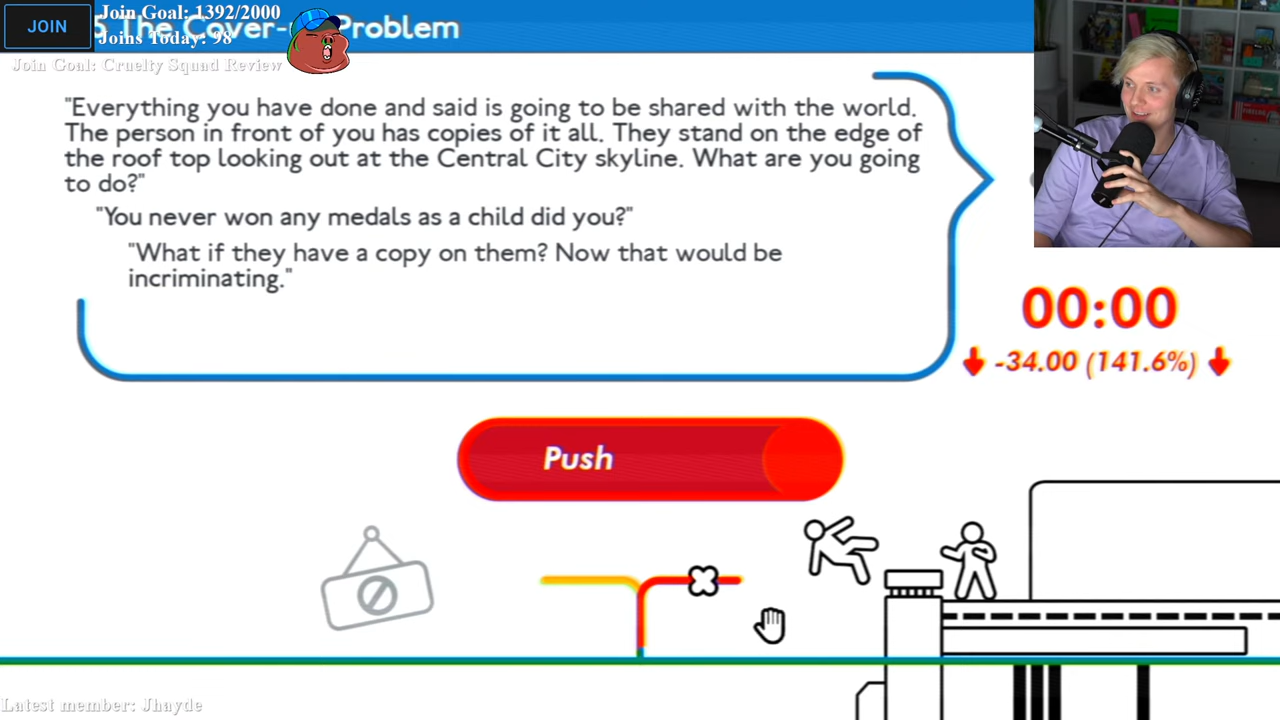 JOIN
Join Goal: 1392/2000
5 The Cover- Problem
Joins Today: 98
Join Goal: Cruelty Squad Review
"Everything you have done and said is going to be shared with the world.
The person in front of you has copies of it all. They stand on the edge of
the roof top looking out at the Central City skyline. What are you going
to do?"
"You never won any medals as a child did you?"
"What if they have a copy on them? Now that would be
incriminating."
00:00
-34.00 (141.6%)
Push
Latest member: Jhayde